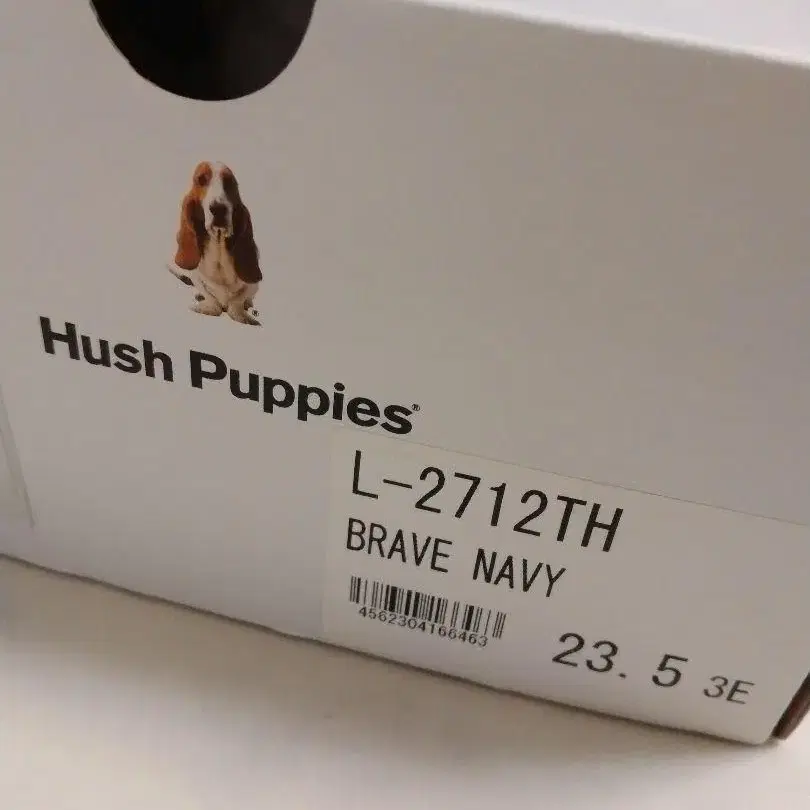 Hush Puppies®
L-2712TH
BRAVE NAVY
4562304166463
23. 5 3E